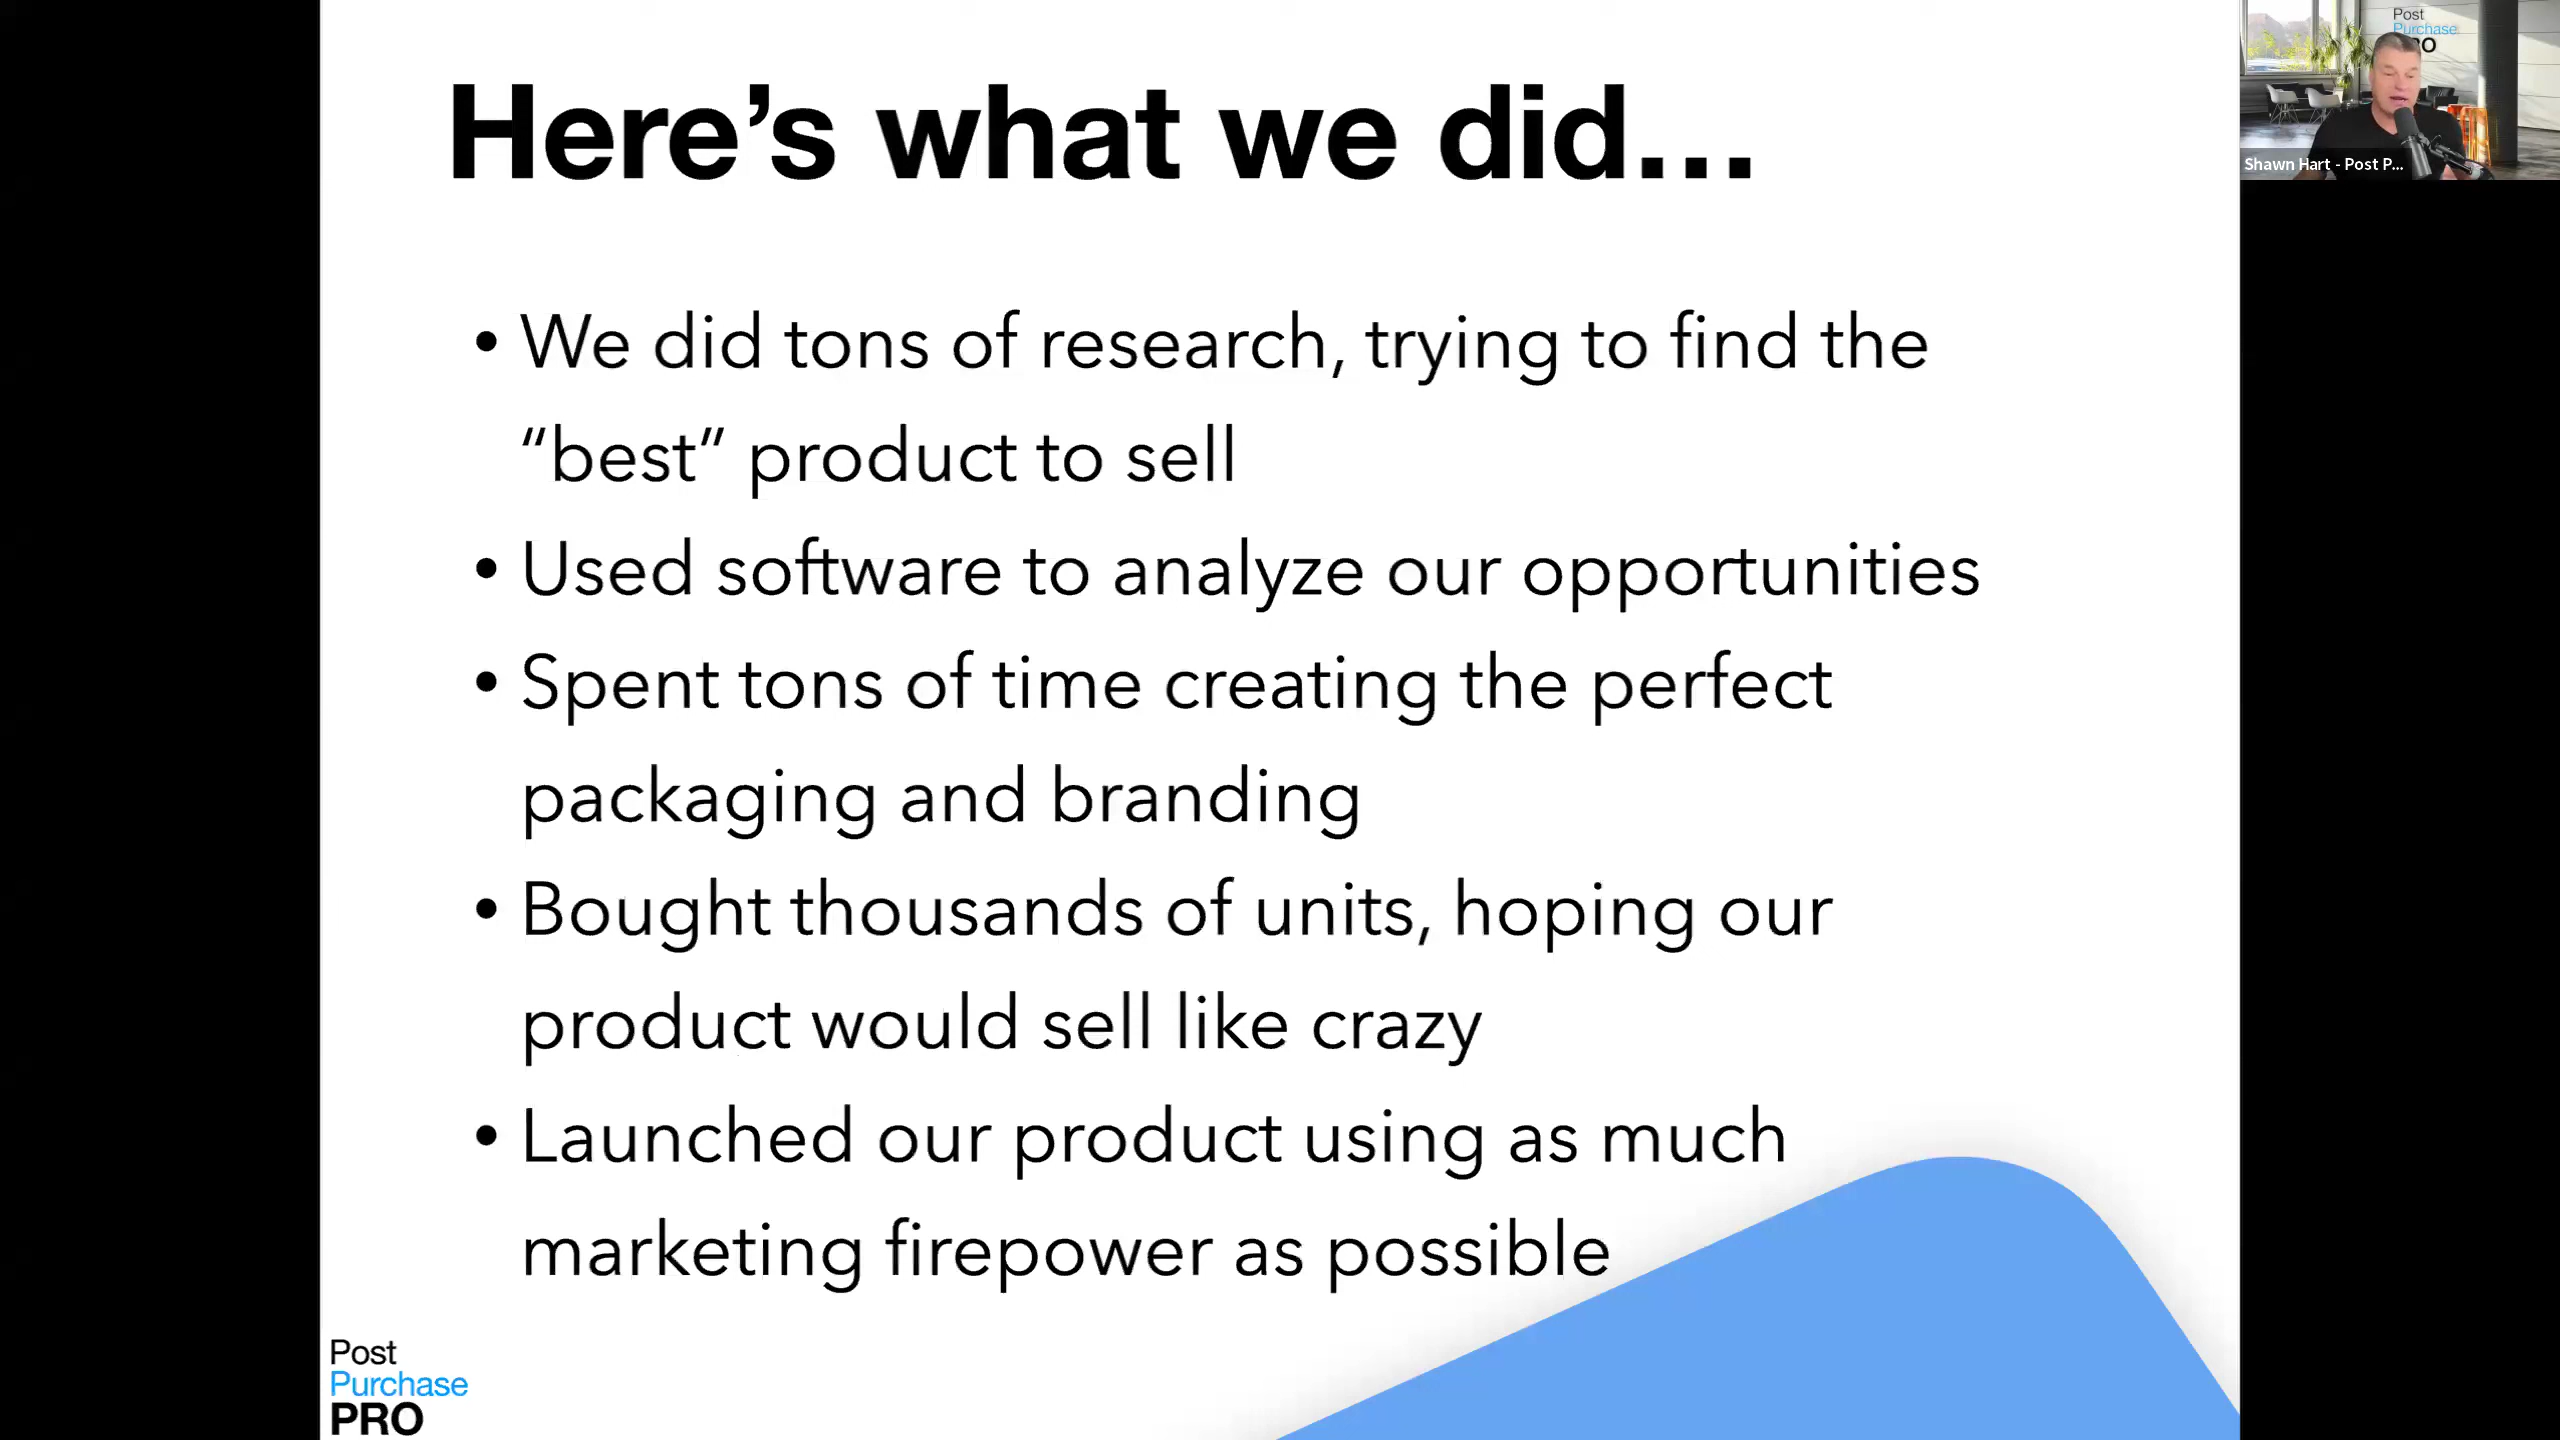 Here’s what we did...
• We did tons of research, trying to find the
“best” product to sell
• Used software to analyze our opportunities
• Spent tons of time creating the perfect
packaging and branding
• Bought thousands of units, hoping our
product would sell like crazy
• Launched our product using as much
marketing firepower as possible
Post
Purchase
PRO
Post
Purchase
Shawn Hart - Post P...